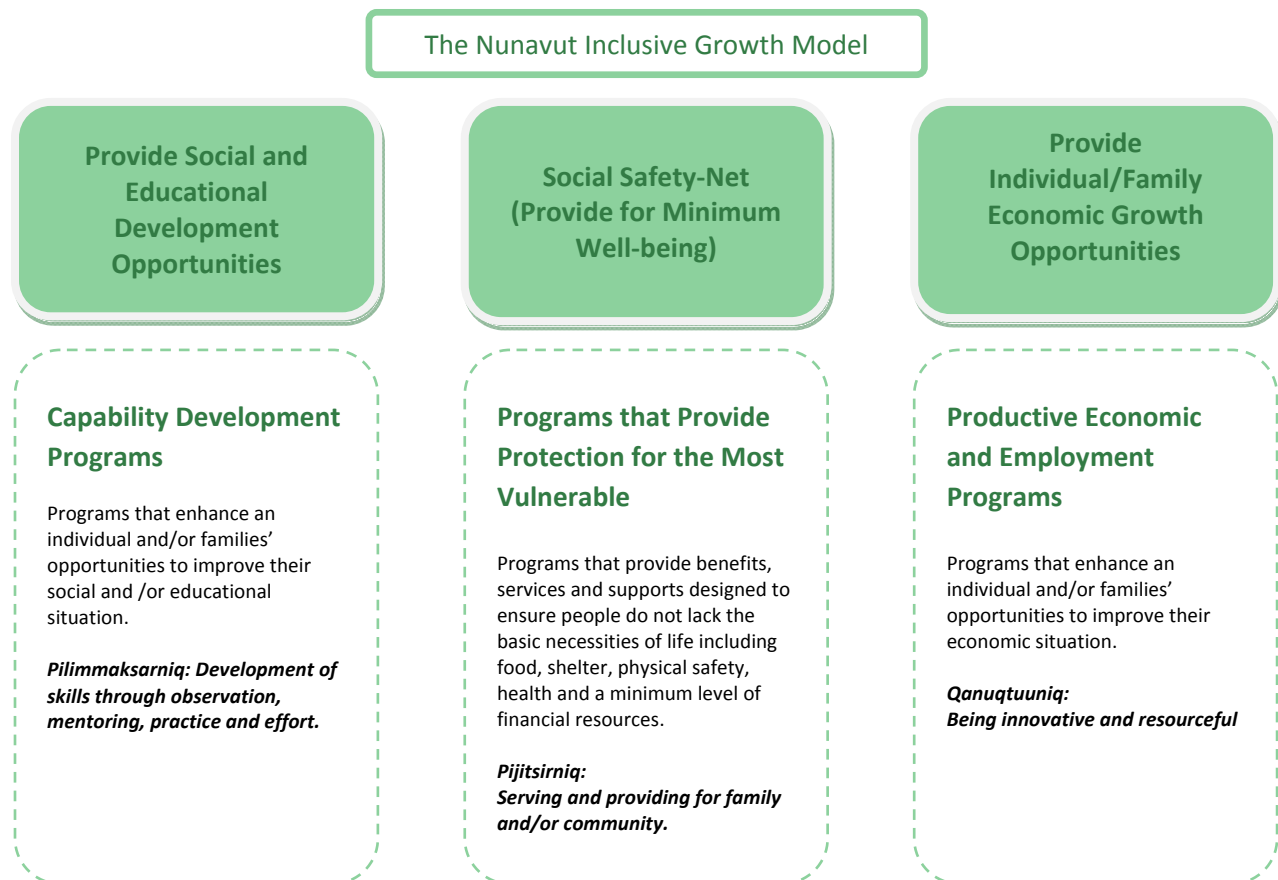 The Nunavut Inclusive Growth Model
Provide Social and
Educational
Development
Opportunities
Social Safety-Net
(Provide for Minimum
Well-being)
Provide
Individual/Family
Economic Growth
Opportunities
Capability Development
Programs
Programs that enhance an
individual and/or families’
opportunities to improve their
social and /or educational
situation.
Pilimmaksarniq: Development of
skills through observation,
mentoring, practice and effort.
Programs that Provide
Protection for the Most
Vulnerable
Programs that provide benefits,
services and supports designed to
ensure people do not lack the
basic necessities of life including
food, shelter, physical safety,
health and a minimum level of
financial resources.
Pijitsirniq:
Serving and providing for family
and/or community.
Productive Economic
and Employment
Programs
Programs that enhance an
individual and/or families’
opportunities to improve their
economic situation.
Qanuqtuuniq:
Being innovative and resourceful